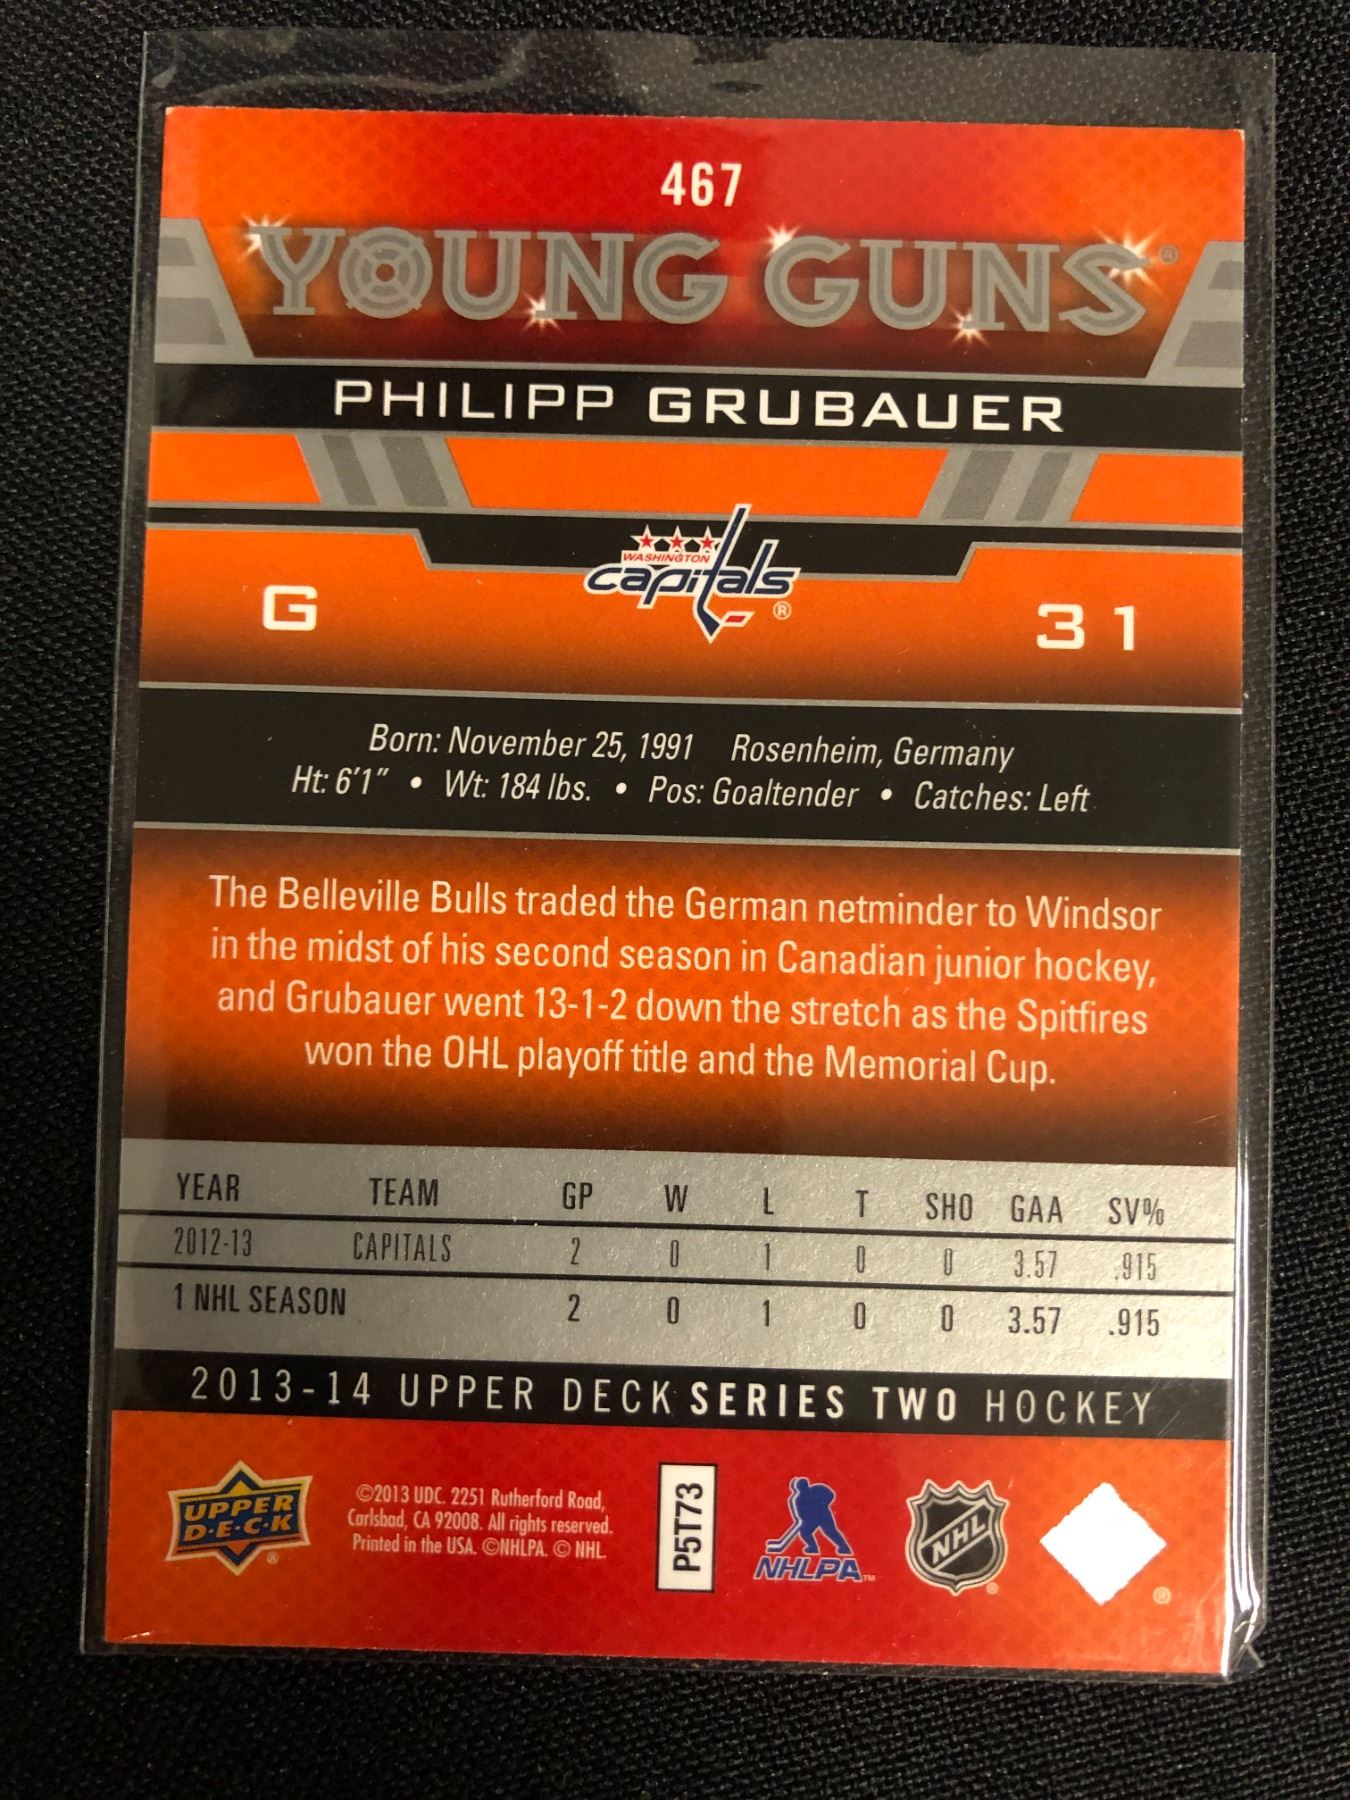 467
YOUNG GUNS®
PHILIPP GRUBAUER
WASHINGTON
capitals®
G
31
Born: November 25, 1991 Rosenheim, Germany
Ht: 6'1" • Wt: 184 lbs. • Pos: Goaltender • Catches: Left
The Belleville Bulls traded the German netminder to Windsor
in the midst of his second season in Canadian junior hockey,
and Grubauer went 13-1-2 down the stretch as the Spitfires
won the OHL playoff title and the Memorial Cup.
YEAR TEAM GP W L T SHO GAA SV%
2012-13 CAPITALS 2 0 1 0 0 3.57 .915
1 NHL SEASON 2 0 1 0 0 3.57 .915
2013-14 UPPER DECK SERIES TWO HOCKEY
UPPER
D·E·C·K®
©2013 UDC. 2251 Rutherford Road,
Carlsbad, CA 92008. All rights reserved.
Printed in the USA. ©NHLPA. © NHL.
P5T73
NHLPA™
NHL®
®